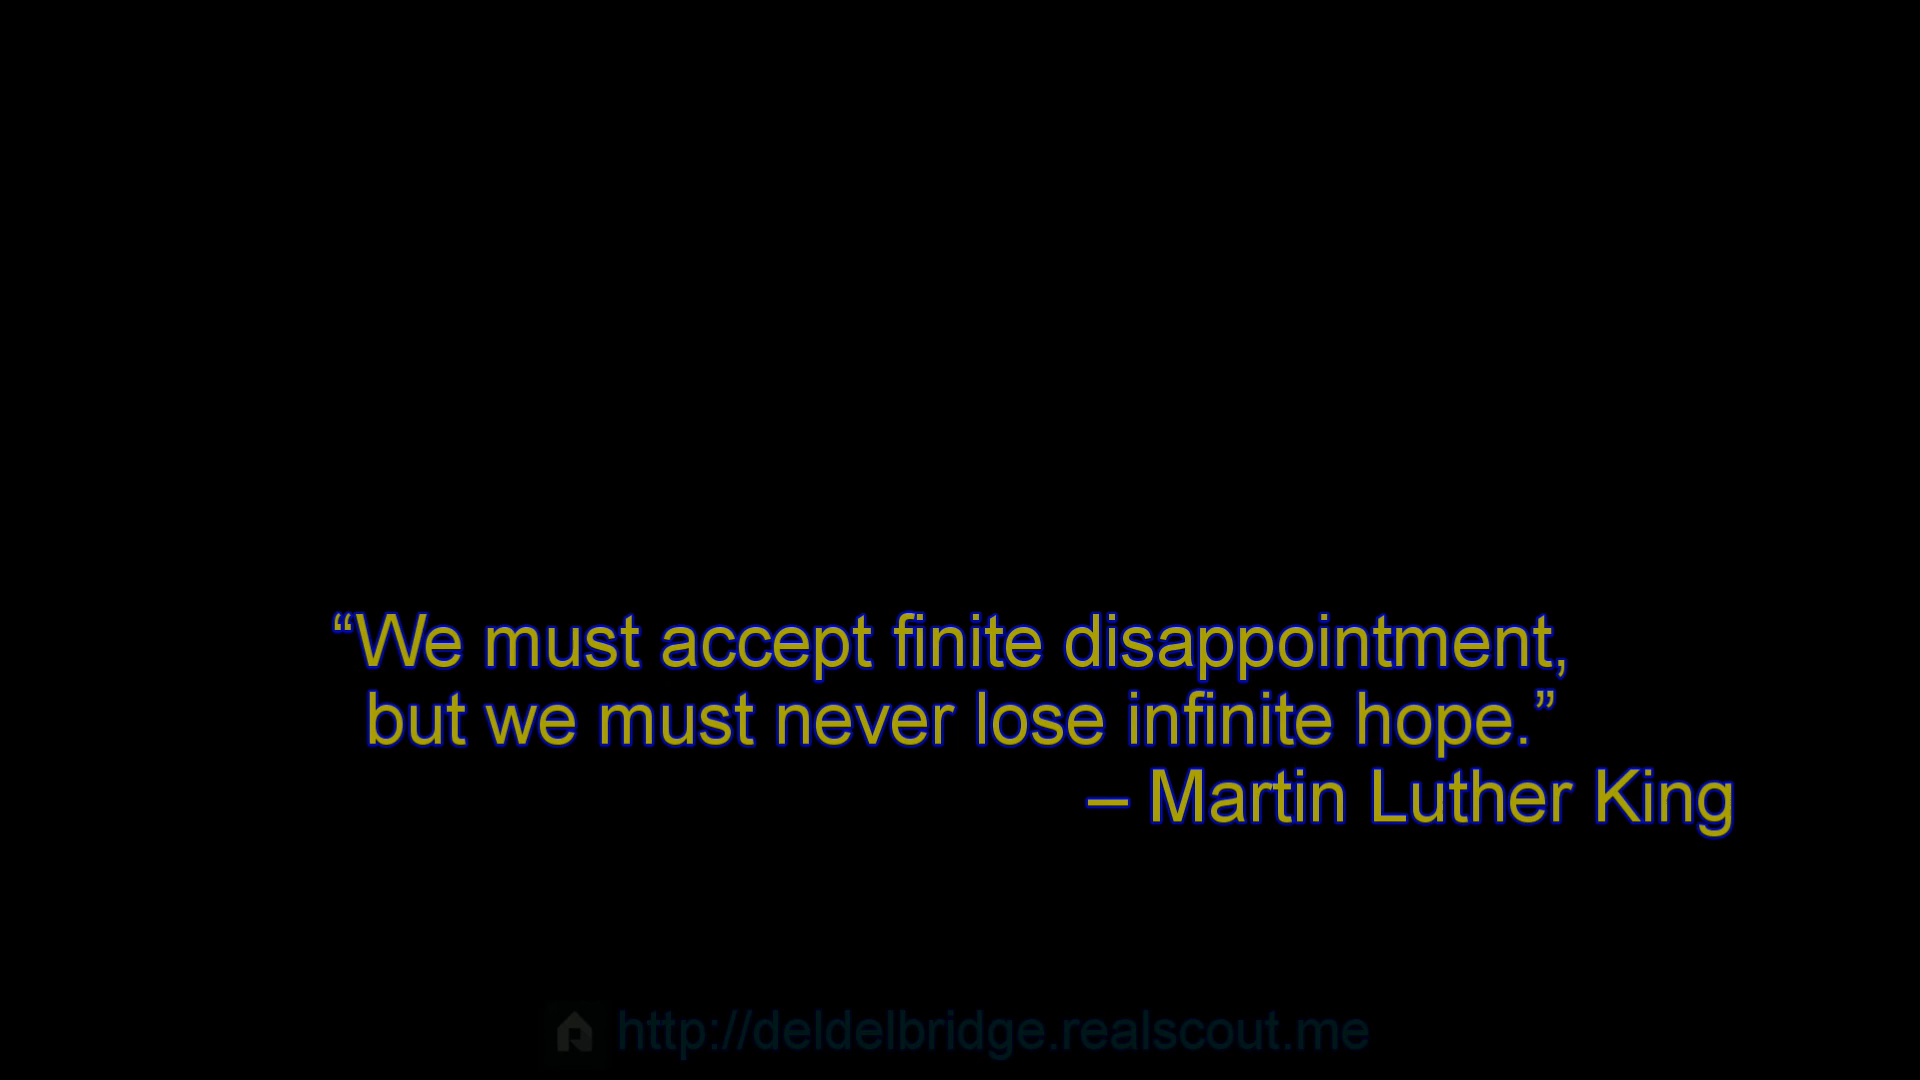 “We must accept finite disappointment,
but we must never lose infinite hope.”
– Martin Luther King
http://deldelbridge.realscout.me